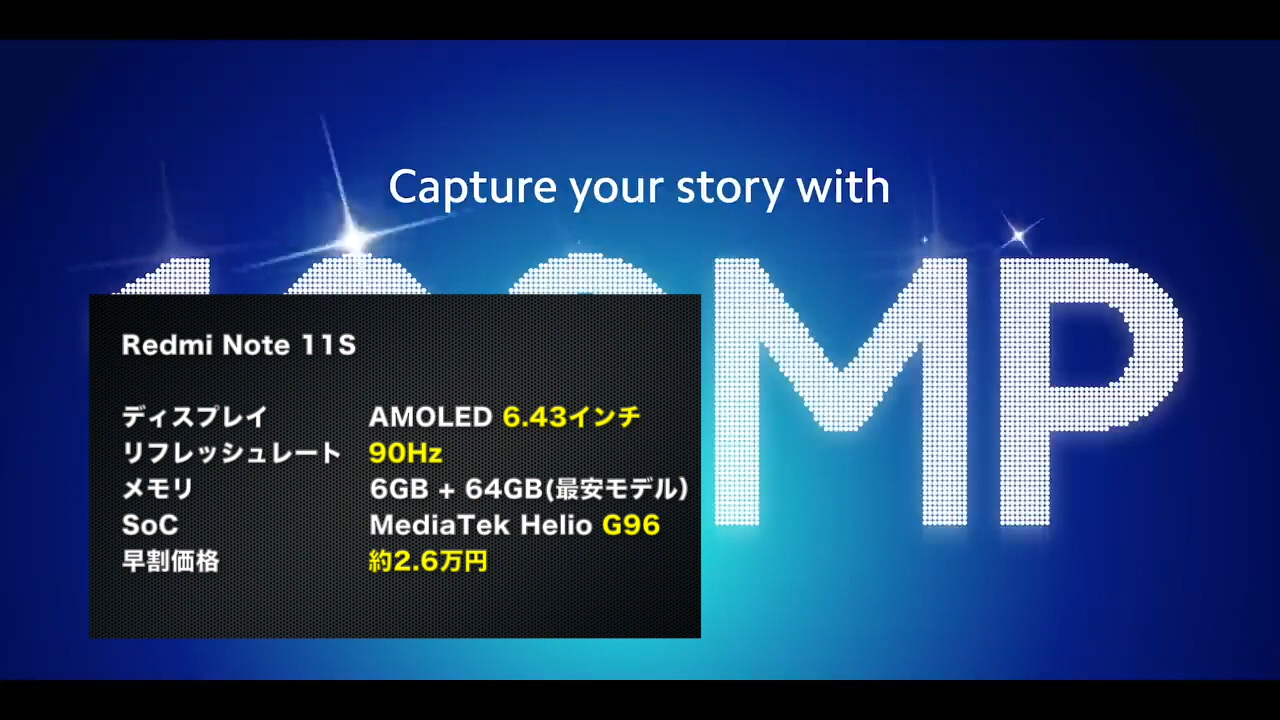 Capture your story with
MP
Redmi Note 11S
ディスプレイ AMOLED 6.43インチ
リフレッシュレート 90Hz
メモリ 6GB + 64GB(最安モデル)
SoC MediaTek Helio G96
早割価格 約2.6万円